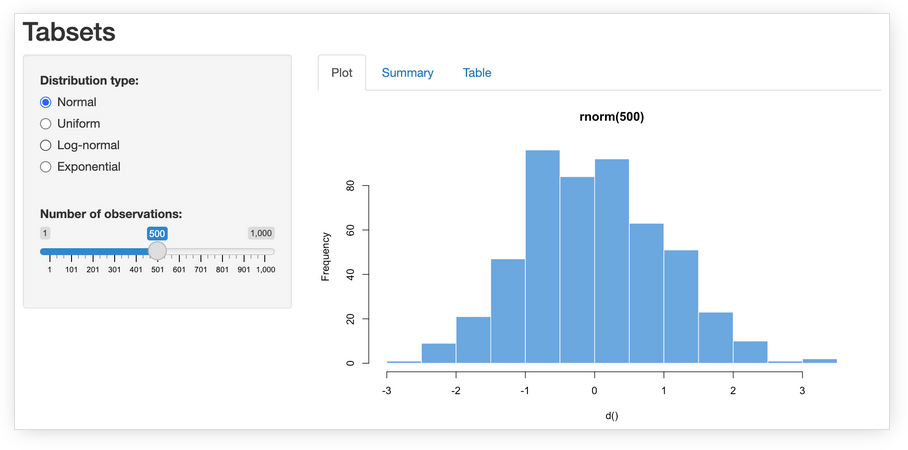 Tabsets
Distribution type:
Normal
Uniform
Log-normal
Exponential
Number of observations:
1 500 1,000
1 101 201 301 401 501 601 701 801 901 1,000
Plot Summary Table
rnorm(500)
Frequency
80
60
40
20
0
-3 -2 -1 0 1 2 3
d()